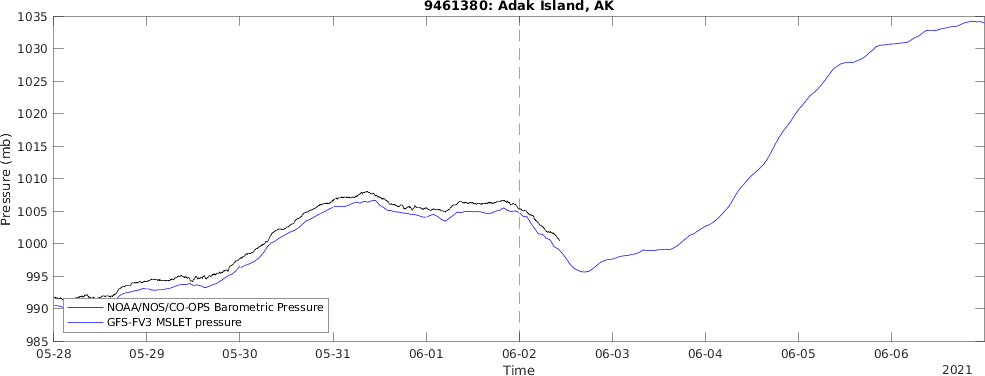 9461380: Adak Island, AK
Pressure (mb)
1035
1030
1025
1020
1015
1010
1005
1000
995
990
985
NOAA/NOS/CO-OPS Barometric Pressure
GFS-FV3 MSLET pressure
05-28 05-29 05-30 05-31 06-01 06-02 06-03 06-04 06-05 06-06
Time
2021